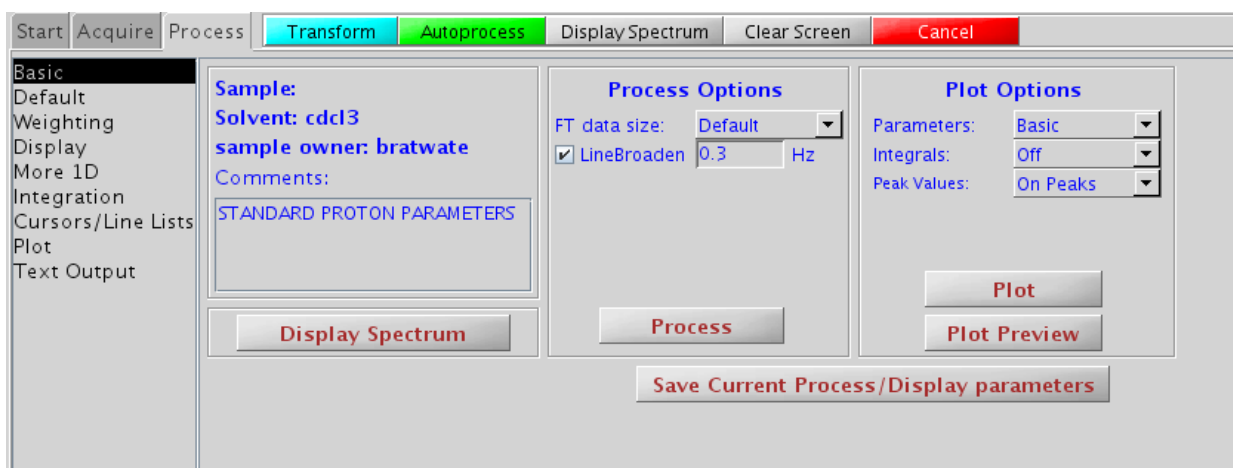 Start Acquire Process Transform Autoprocess Display Spectrum Clear Screen Cancel
Basic
Default
Weighting
Display
More 1D
Integration
Cursors/Line Lists
Plot
Text Output
Sample:
Solvent: cdcl3
sample owner: bratwate
Comments:
STANDARD PROTON PARAMETERS
Display Spectrum
Process Options
FT data size: Default
LineBroaden 0.3 Hz
Process
Plot Options
Parameters: Basic
Integrals: Off
Peak Values: On Peaks
Plot
Plot Preview
Save Current Process/Display parameters